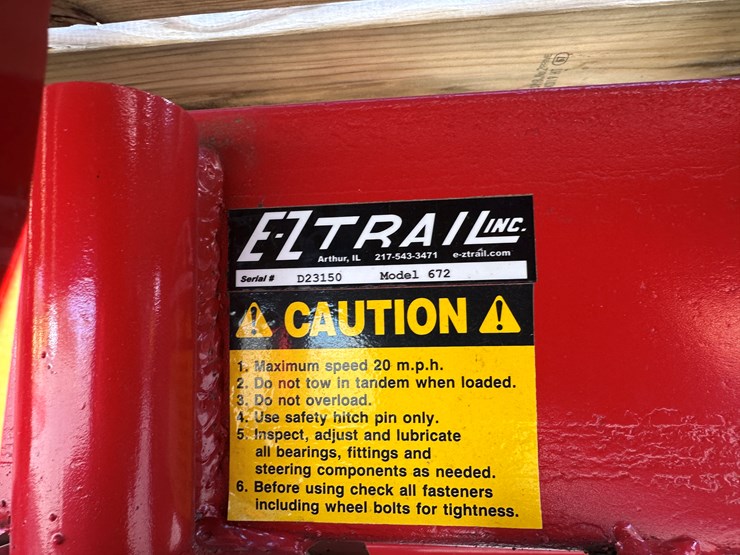 E-Z TRAIL INC.
Arthur, IL 217-543-3471 e-ztrail.com
Serial # D23150 Model 672
CAUTION
1. Maximum speed 20 m.p.h.
2. Do not tow in tandem when loaded.
3. Do not overload.
4. Use safety hitch pin only.
5. Inspect, adjust and lubricate
all bearings, fittings and
steering components as needed.
6. Before using check all fasteners
including wheel bolts for tightness.